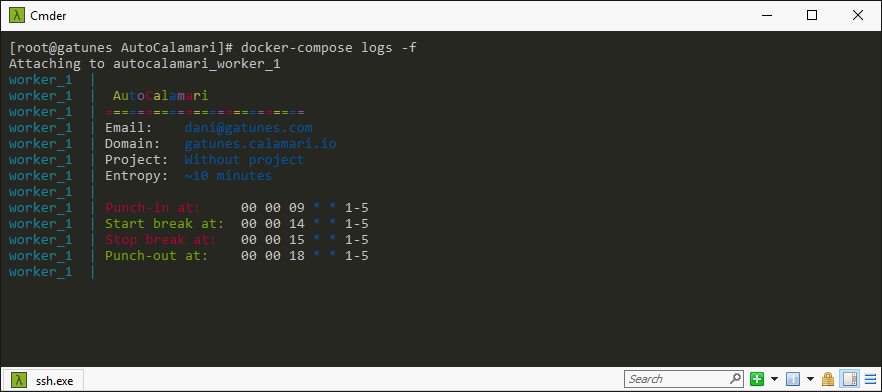 Cmder
[root@gatunes AutoCalamari]# docker-compose logs -f
Attaching to autocalamari_worker_1
worker_1  |
worker_1  |  AutoCalamari
worker_1  | =========================
worker_1  | Email:    dani@gatunes.com
worker_1  | Domain:   gatunes.calamari.io
worker_1  | Project:  Without project
worker_1  | Entropy:  ~10 minutes
worker_1  |
worker_1  | Punch-in at:     00 00 09 * * 1-5
worker_1  | Start break at:  00 00 14 * * 1-5
worker_1  | Stop break at:   00 00 15 * * 1-5
worker_1  | Punch-out at:    00 00 18 * * 1-5
worker_1  |
ssh.exe
Search